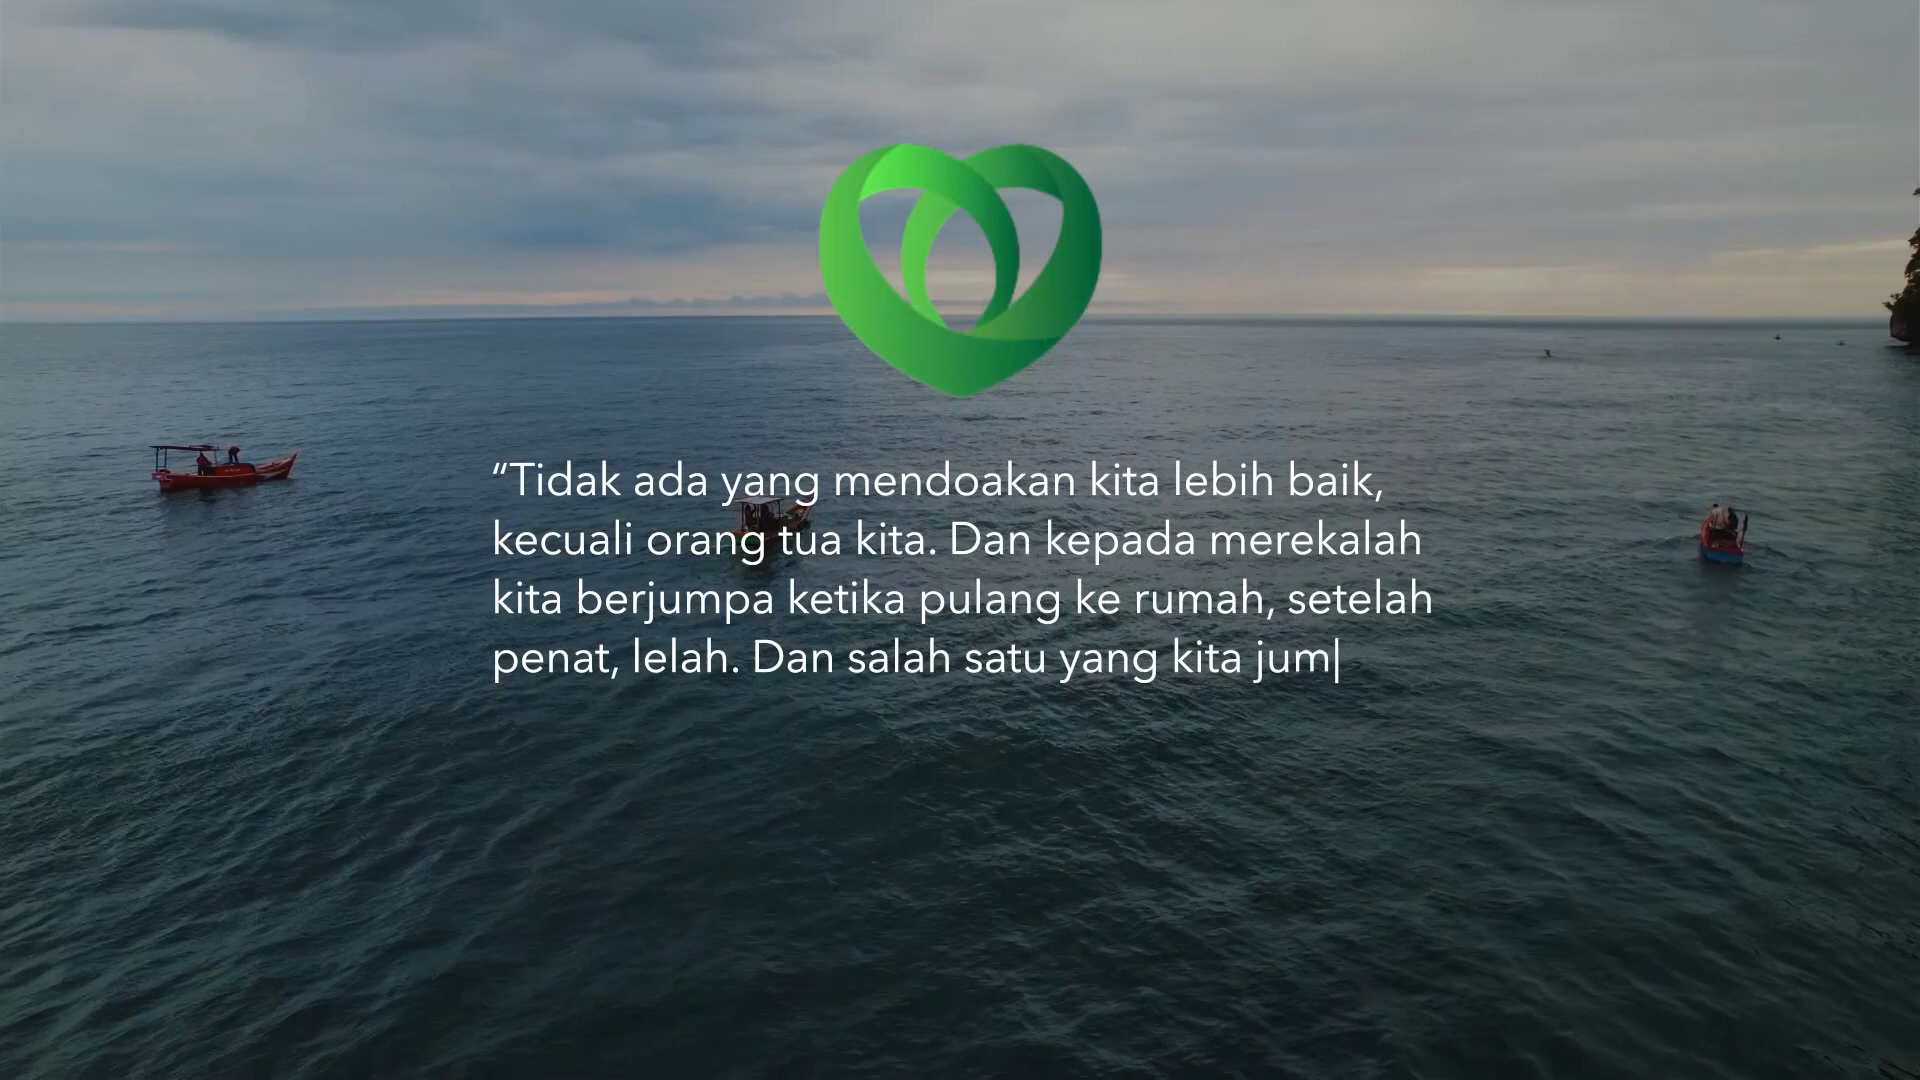 “Tidak ada yang mendoakan kita lebih baik,
kecuali orang tua kita. Dan kepada merekalah
kita berjumpa ketika pulang ke rumah, setelah
penat, lelah. Dan salah satu yang kita jum|